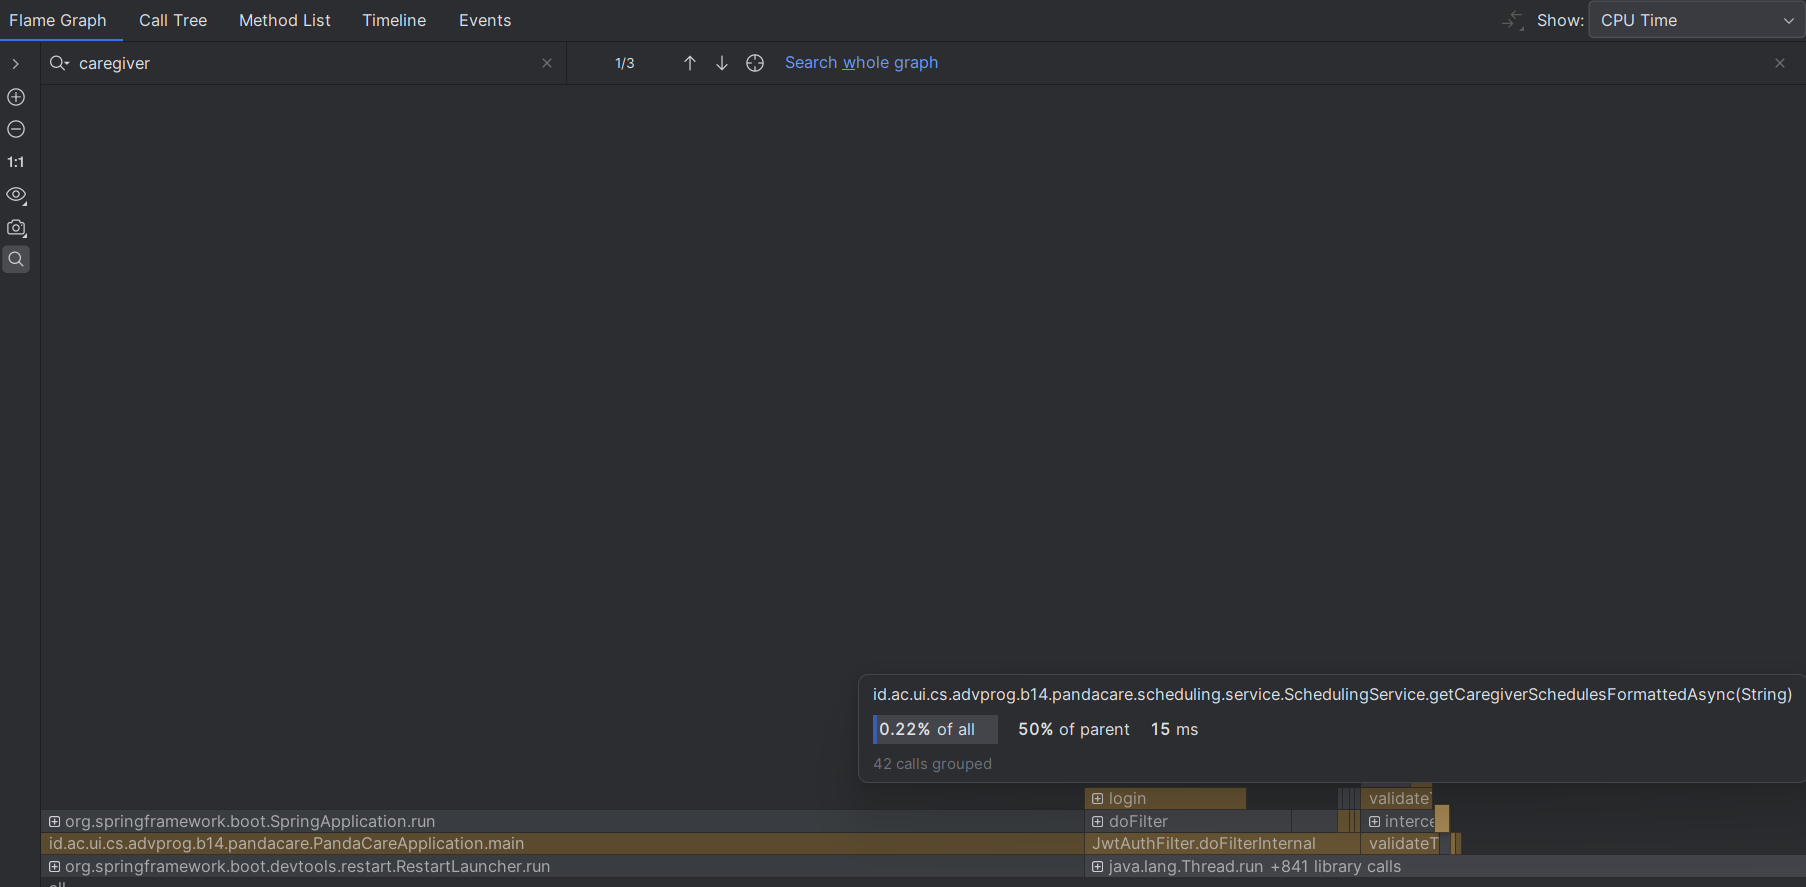 Flame Graph Call Tree Method List Timeline Events Show: CPU Time
caregiver 1/3 Search whole graph
1:1
id.ac.ui.cs.advprog.b14.pandacare.scheduling.service.SchedulingService.getCaregiverSchedulesFormattedAsync(String)
0.22% of all 50% of parent 15 ms
42 calls grouped
login validate
org.springframework.boot.SpringApplication.run doFilter interce
id.ac.ui.cs.advprog.b14.pandacare.PandaCareApplication.main JwtAuthFilter.doFilterInternal validateT
org.springframework.boot.devtools.restart.RestartLauncher.run java.lang.Thread.run +841 library calls